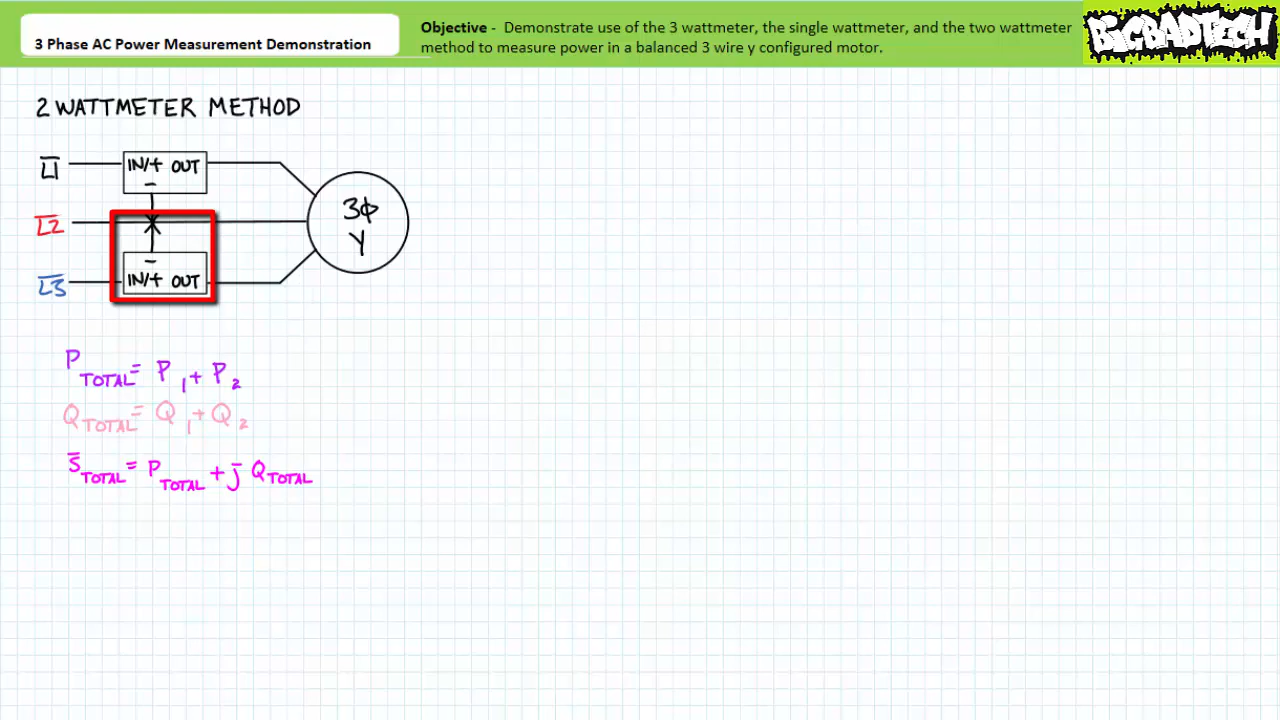 3 Phase AC Power Measurement Demonstration
Objective - Demonstrate use of the 3 wattmeter, the single wattmeter, and the two wattmeter
method to measure power in a balanced 3 wire y configured motor.
BIGBADTECH
2 WATTMETER METHOD
L1 IN/+ OUT
–
3Φ
L2
Y
–
L3 IN/+ OUT
P TOTAL = P 1 + P 2
Q TOTAL = Q 1 + Q 2
S̅ TOTAL = P TOTAL + j̅ Q TOTAL